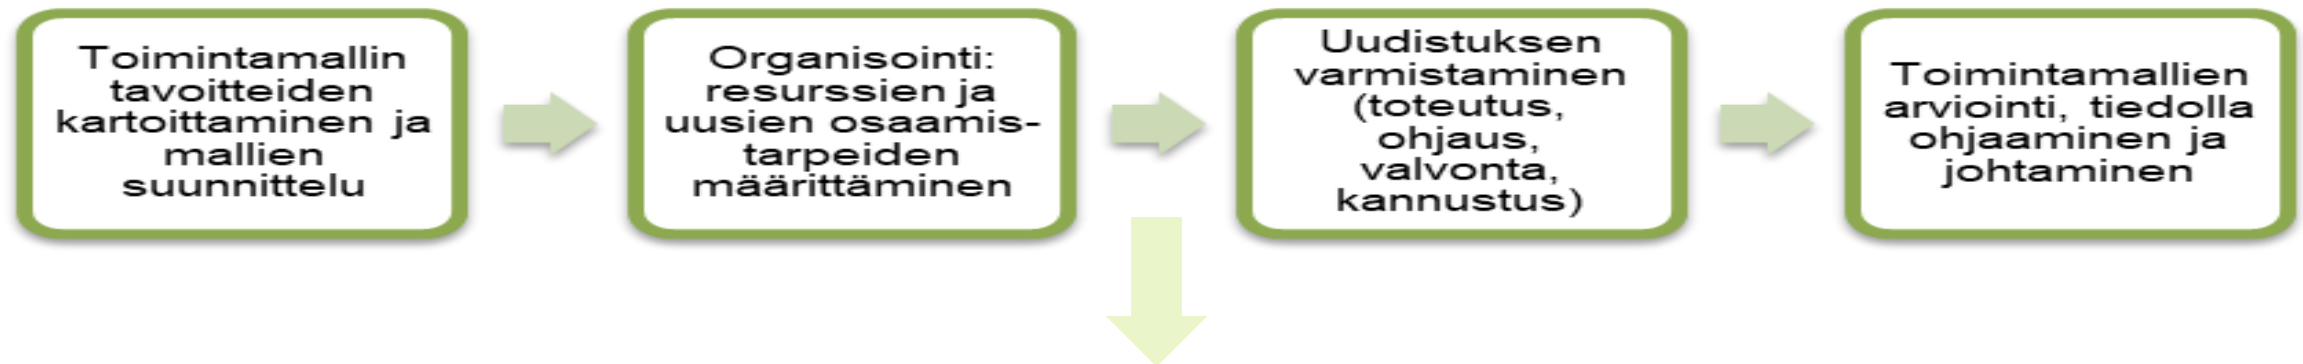 Toimintamallin
tavoitteiden
kartoittaminen ja
mallien
suunnittelu
Organisointi:
resurssien ja
uusien osaamis-
tarpeiden
määrittäminen
Uudistuksen
varmistaminen
(toteutus,
ohjaus,
valvonta,
kannustus)
Toimintamallien
arviointi, tiedolla
ohjaaminen ja
johtaminen